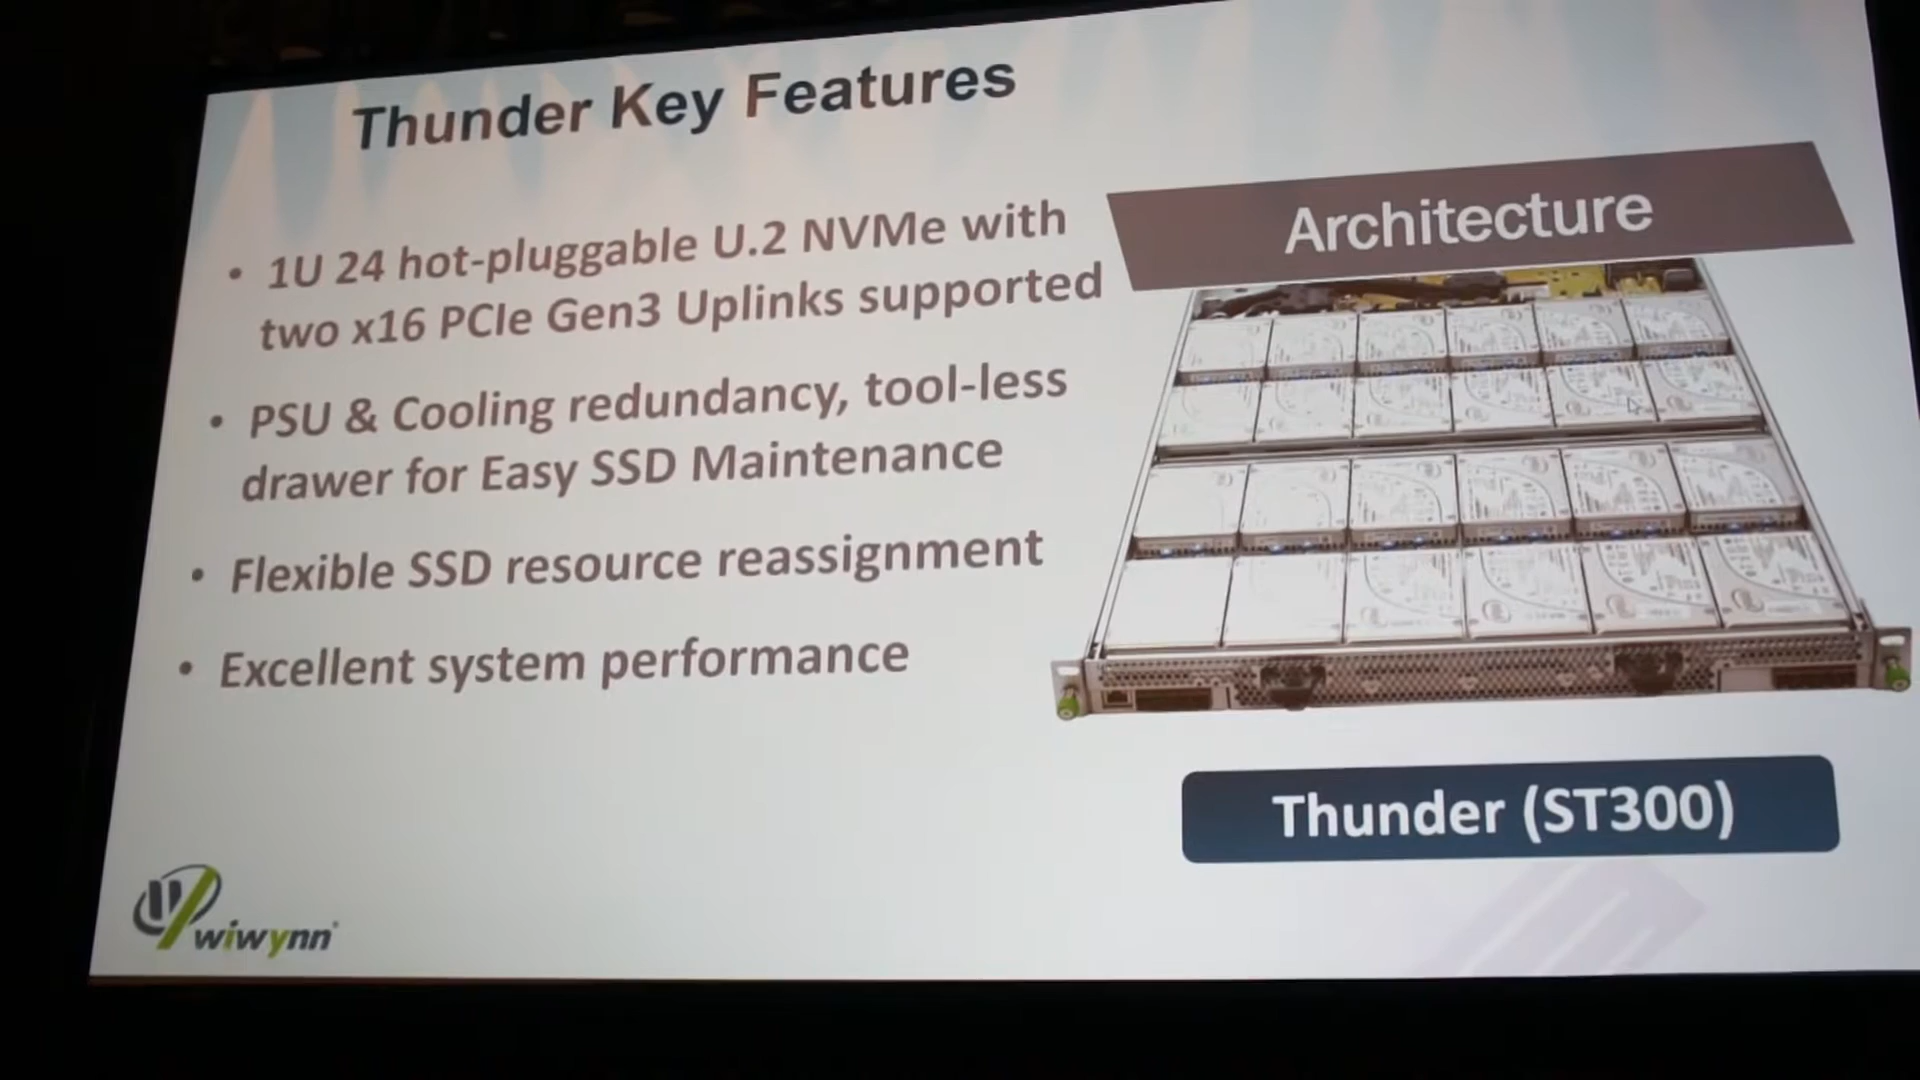 Thunder Key Features
• 1U 24 hot-pluggable U.2 NVMe with
two x16 PCIe Gen3 Uplinks supported
• PSU & Cooling redundancy, tool-less
drawer for Easy SSD Maintenance
• Flexible SSD resource reassignment
• Excellent system performance
Architecture
Thunder (ST300)
wiwynn